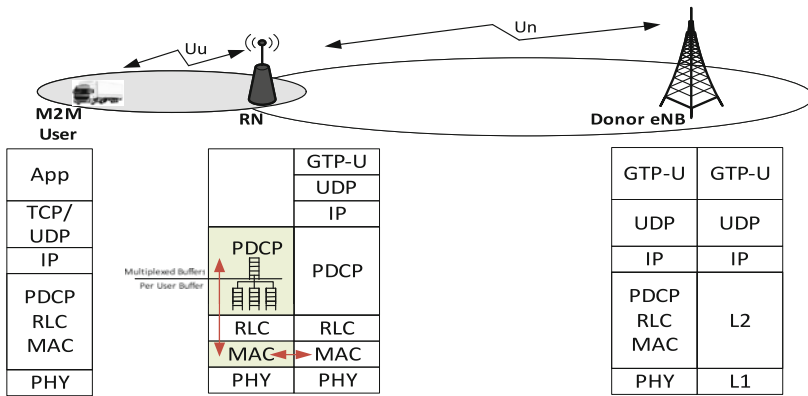 Uu
Un
M2M
User
RN
Donor eNB
App
TCP/
UDP
IP
PDCP
RLC
MAC
PHY
Multiplexed Buffers
Per User Buffer
PDCP
RLC
MAC
PHY
GTP-U
UDP
IP
PDCP
RLC
MAC
PHY
GTP-U
UDP
IP
PDCP
RLC
MAC
PHY
GTP-U
UDP
IP
L2
L1